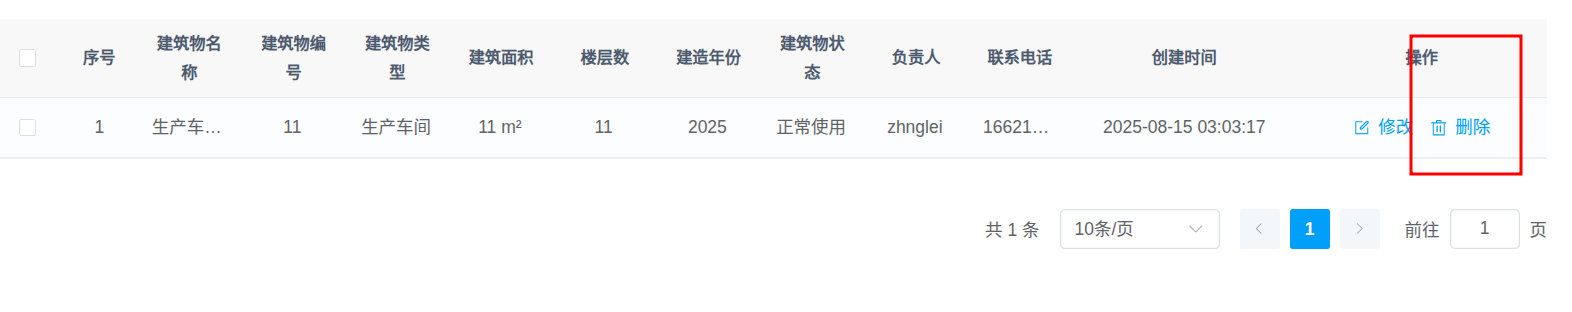 序号 建筑物名称 建筑物编号 建筑物类型 建筑面积 楼层数 建造年份 建筑物状态 负责人 联系电话 创建时间 操作
1 生产车... 11 生产车间 11 m² 11 2025 正常使用 zhnglei 16621... 2025-08-15 03:03:17 修改 删除
共 1 条 10条/页 1 前往 1 页